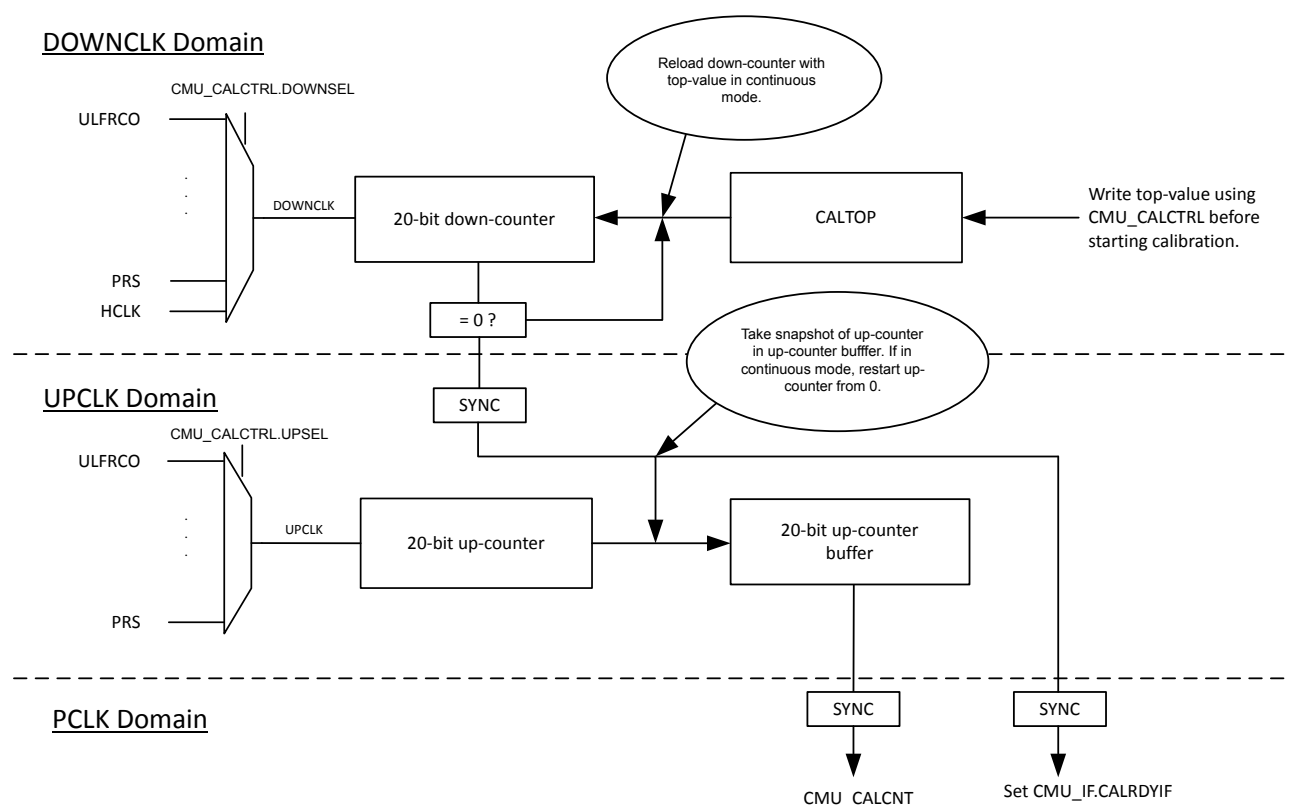 DOWNCLK Domain
CMU_CALCTRL.DOWNSEL
ULFRCO
.
.
.
DOWNCLK
PRS
HCLK
20-bit down-counter
= 0 ?
Reload down-counter with
top-value in continuous
mode.
CALTOP
Write top-value using
CMU_CALCTRL before
starting calibration.
Take snapshot of up-counter
in up-counter bufffer. If in
continuous mode, restart up-
counter from 0.
UPCLK Domain
SYNC
CMU_CALCTRL.UPSEL
ULFRCO
.
.
.
UPCLK
PRS
20-bit up-counter
20-bit up-counter
buffer
PCLK Domain
SYNC
SYNC
CMU_CALCNT
Set CMU_IF.CALRDYIF